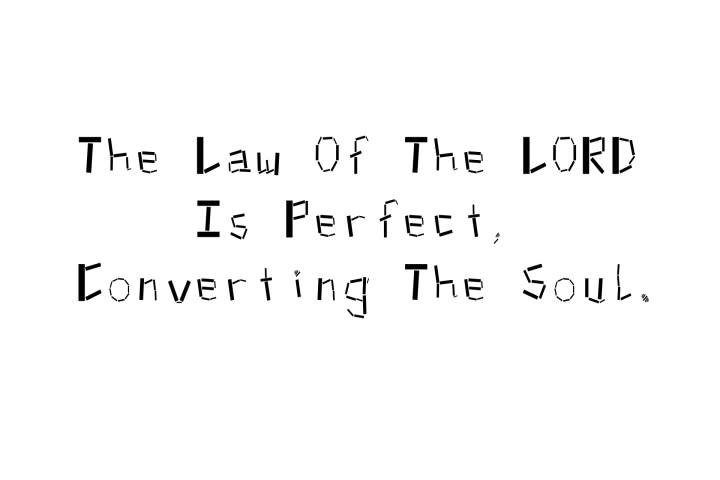 The Law Of The LORD
Is Perfect,
Converting The Soul.